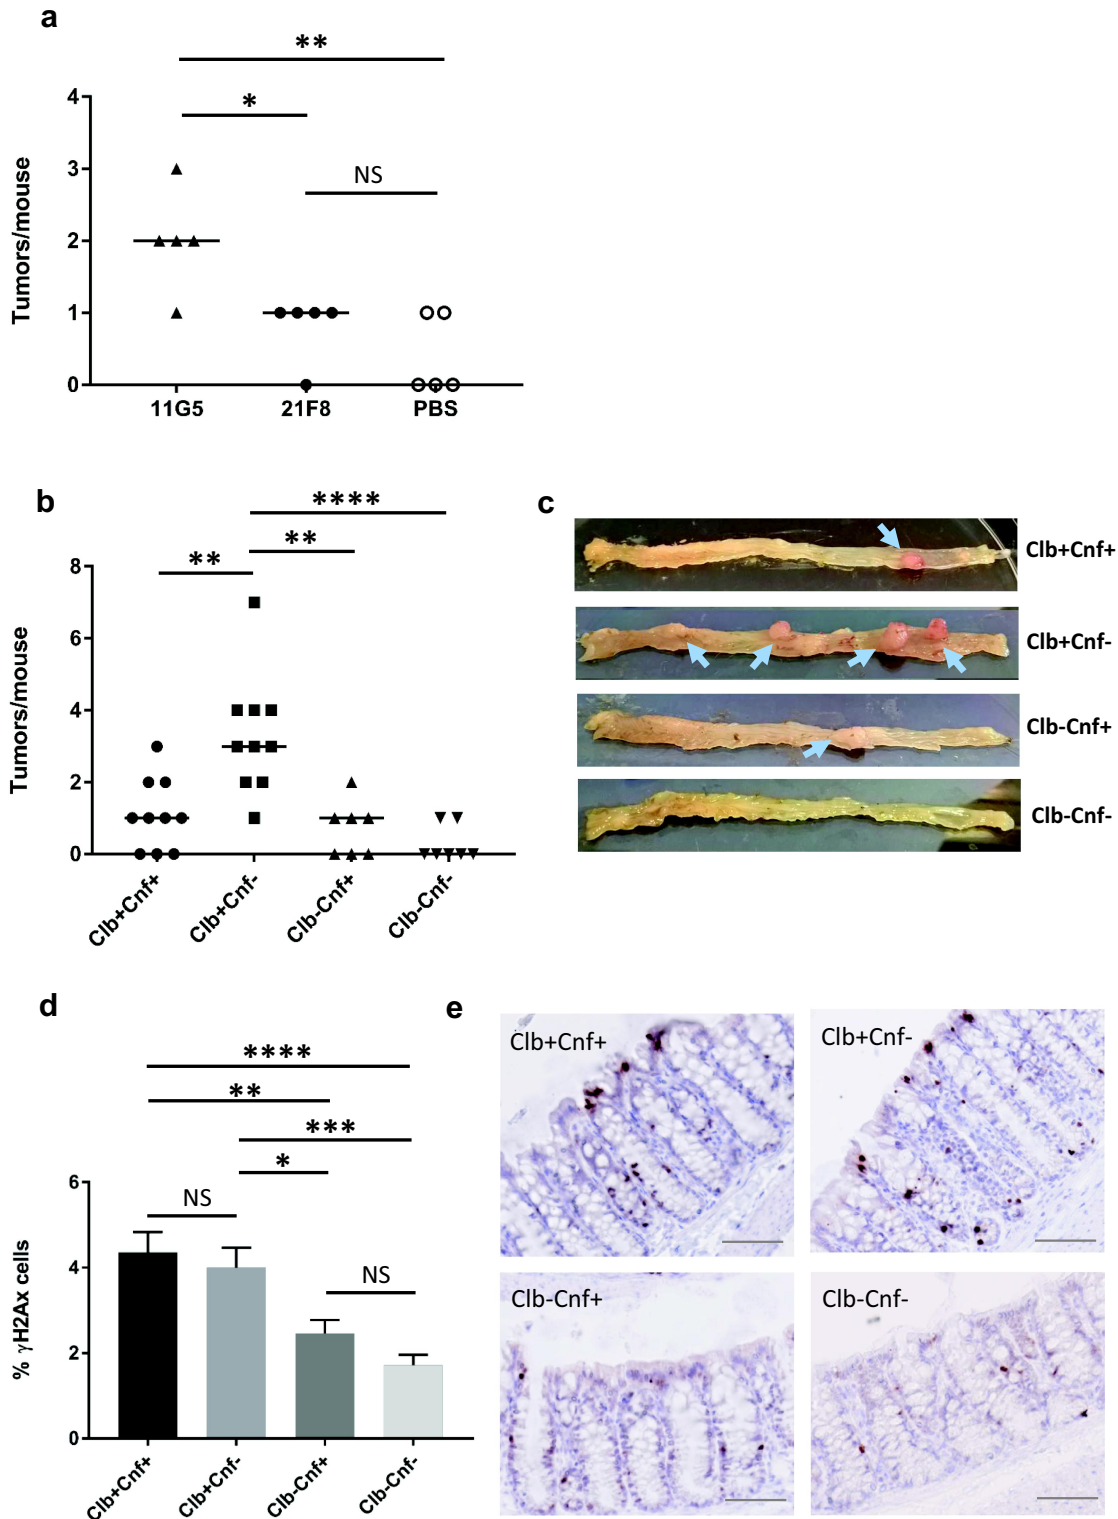 a
**
*
NS
4
3
2
1
0
Tumors/mouse
11G5 21F8 PBS
b
****
**
**
8
6
4
2
0
Tumors/mouse
Clb+Cnf+ Clb+Cnf- Clb-Cnf+ Clb-Cnf-
c
Clb+Cnf+
Clb+Cnf-
Clb-Cnf+
Clb-Cnf-
d
****
**
***
*
NS
NS
6
4
2
0
% γH2Ax cells
Clb+Cnf+ Clb+Cnf- Clb-Cnf+ Clb-Cnf-
e
Clb+Cnf+ Clb+Cnf-
Clb-Cnf+ Clb-Cnf-